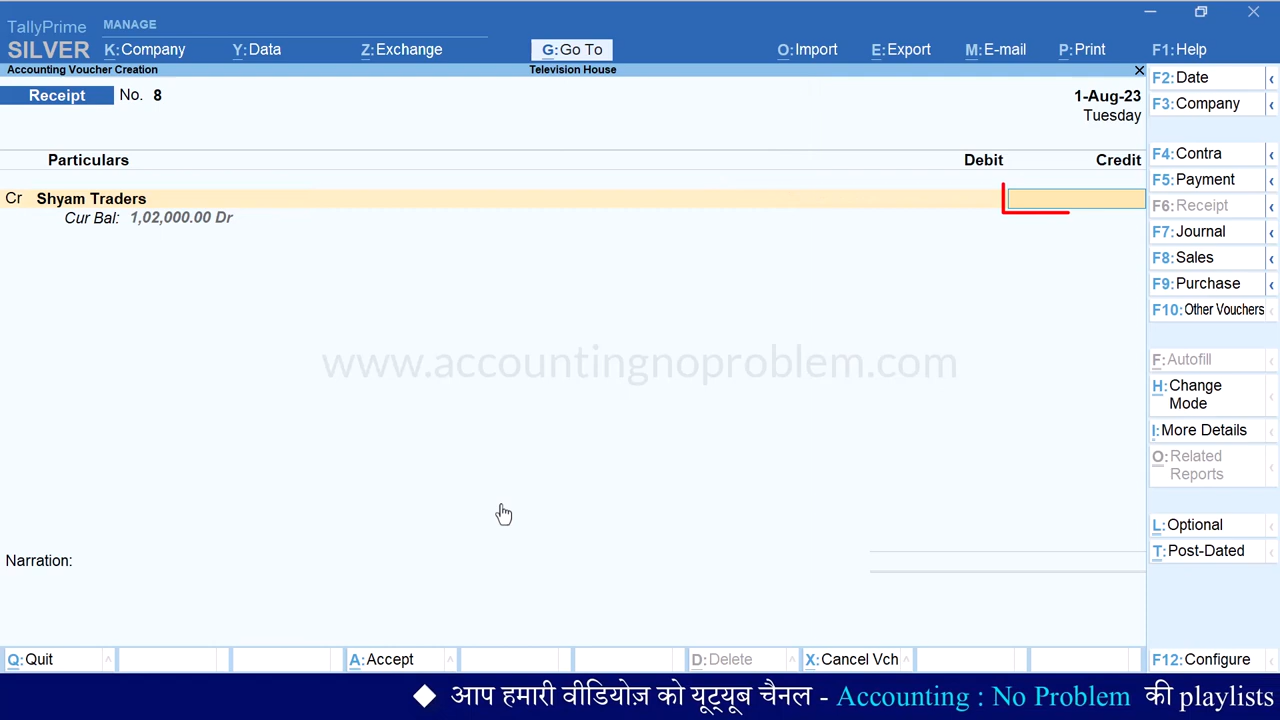 TallyPrime MANAGE
SILVER K:Company Y:Data Z:Exchange G:Go To O:Import E:Export M:E-mail P:Print F1:Help
Accounting Voucher Creation Television House
Receipt No. 8 1-Aug-23
Tuesday
Particulars Debit Credit
Cr Shyam Traders
Cur Bal: 1,02,000.00 Dr
www.accountingnoproblem.com
Narration:
F2:Date
F3:Company
F4:Contra
F5:Payment
F6:Receipt
F7:Journal
F8:Sales
F9:Purchase
F10:Other Vouchers
F:Autofill
H:Change
Mode
I:More Details
O:Related
Reports
L:Optional
T:Post-Dated
Q:Quit A:Accept D:Delete X:Cancel Vch F12:Configure
◆ आप हमारी वीडियोज़ को यूट्यूब चैनल - Accounting : No Problem की playlists